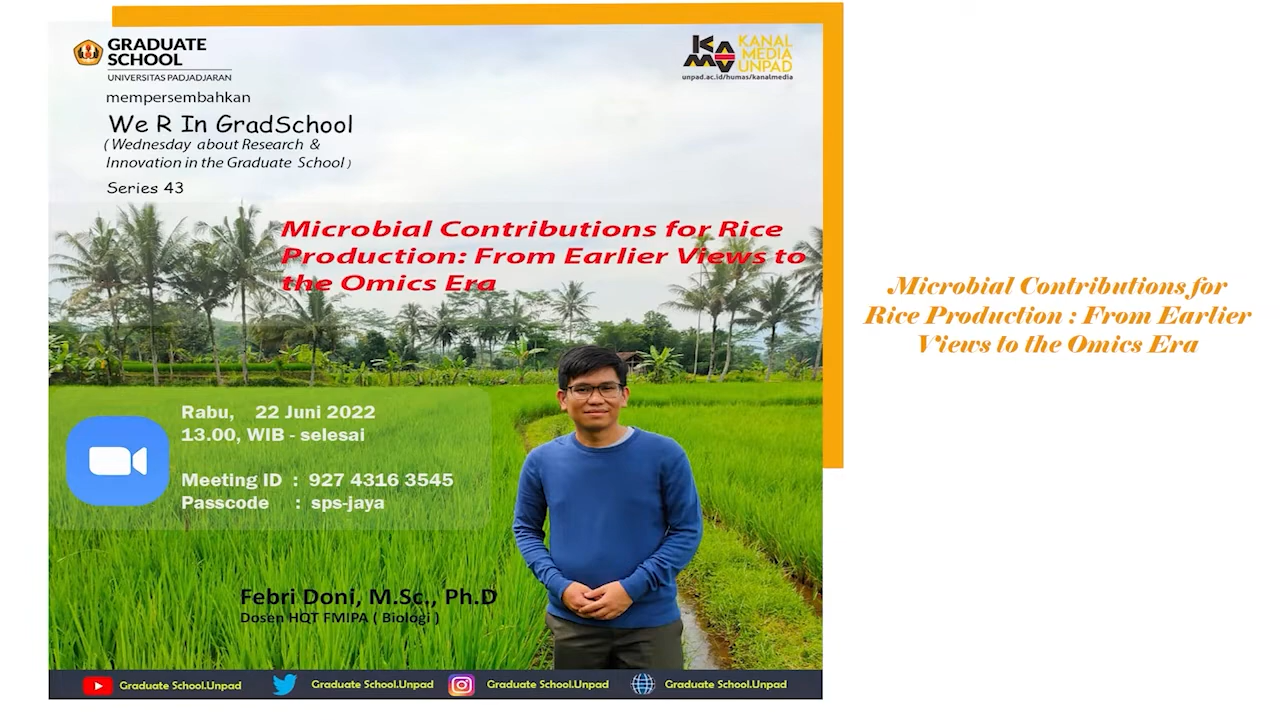 GRADUATE
SCHOOL
UNIVERSITAS PADJADJARAN
KANAL
MEDIA
UNPAD
unpad.ac.id/humas/kanalmedia
mempersembahkan
We R In GradSchool
( Wednesday about Research &
Innovation in the Graduate School )
Series 43
Microbial Contributions for Rice
Production: From Earlier Views to
the Omics Era
Rabu, 22 Juni 2022
13.00, WIB - selesai
Meeting ID : 927 4316 3545
Passcode : sps-jaya
Febri Doni, M.Sc., Ph.D
Dosen HQT FMIPA ( Biologi )
Graduate School.Unpad
Graduate School.Unpad
Graduate School.Unpad
Graduate School.Unpad
Microbial Contributions for
Rice Production : From Earlier
Views to the Omics Era